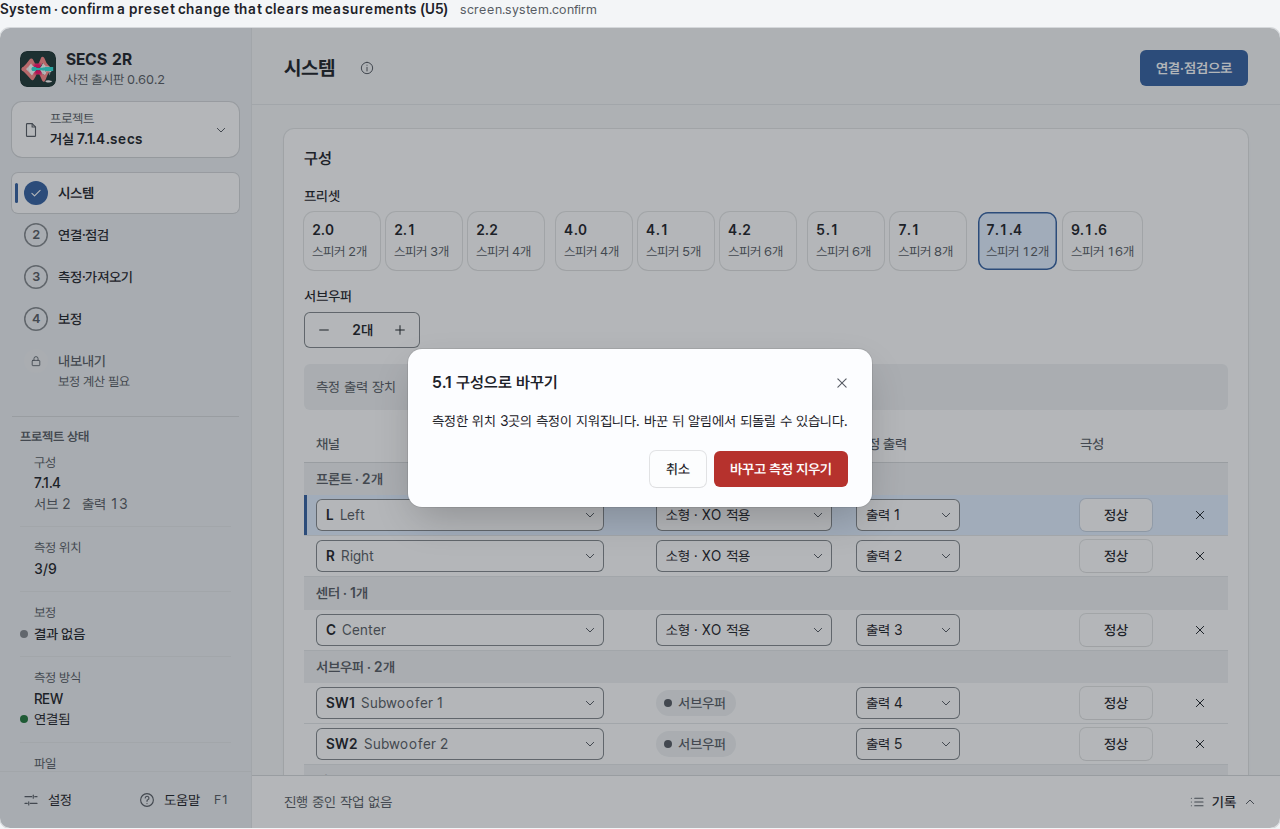 System · confirm a preset change that clears measurements (U5) screen.system.confirm
SECS 2R
사전 출시판 0.60.2
프로젝트
거실 7.1.4.secs
시스템
2 연결·점검
3 측정·가져오기
4 보정
내보내기
보정 계산 필요
프로젝트 상태
구성
7.1.4
서브 2 출력 13
측정 위치
3/9
보정
결과 없음
측정 방식
REW
연결됨
파일
설정
도움말 F1
시스템
연결·점검으로
구성
프리셋
2.0
스피커 2개
2.1
스피커 3개
2.2
스피커 4개
4.0
스피커 4개
4.1
스피커 5개
4.2
스피커 6개
5.1
스피커 6개
7.1
스피커 8개
7.1.4
스피커 12개
9.1.6
스피커 16개
서브우퍼
2대
측정 출력 장치
5.1 구성으로 바꾸기
측정한 위치 3곳의 측정이 지워집니다. 바꾼 뒤 알림에서 되돌릴 수 있습니다.
취소
바꾸고 측정 지우기
채널
출력
극성
프론트 · 2개
L Left
소형 · XO 적용
출력 1
정상
R Right
소형 · XO 적용
출력 2
정상
센터 · 1개
C Center
소형 · XO 적용
출력 3
정상
서브우퍼 · 2개
SW1 Subwoofer 1
서브우퍼
출력 4
정상
SW2 Subwoofer 2
서브우퍼
출력 5
정상
진행 중인 작업 없음
기록